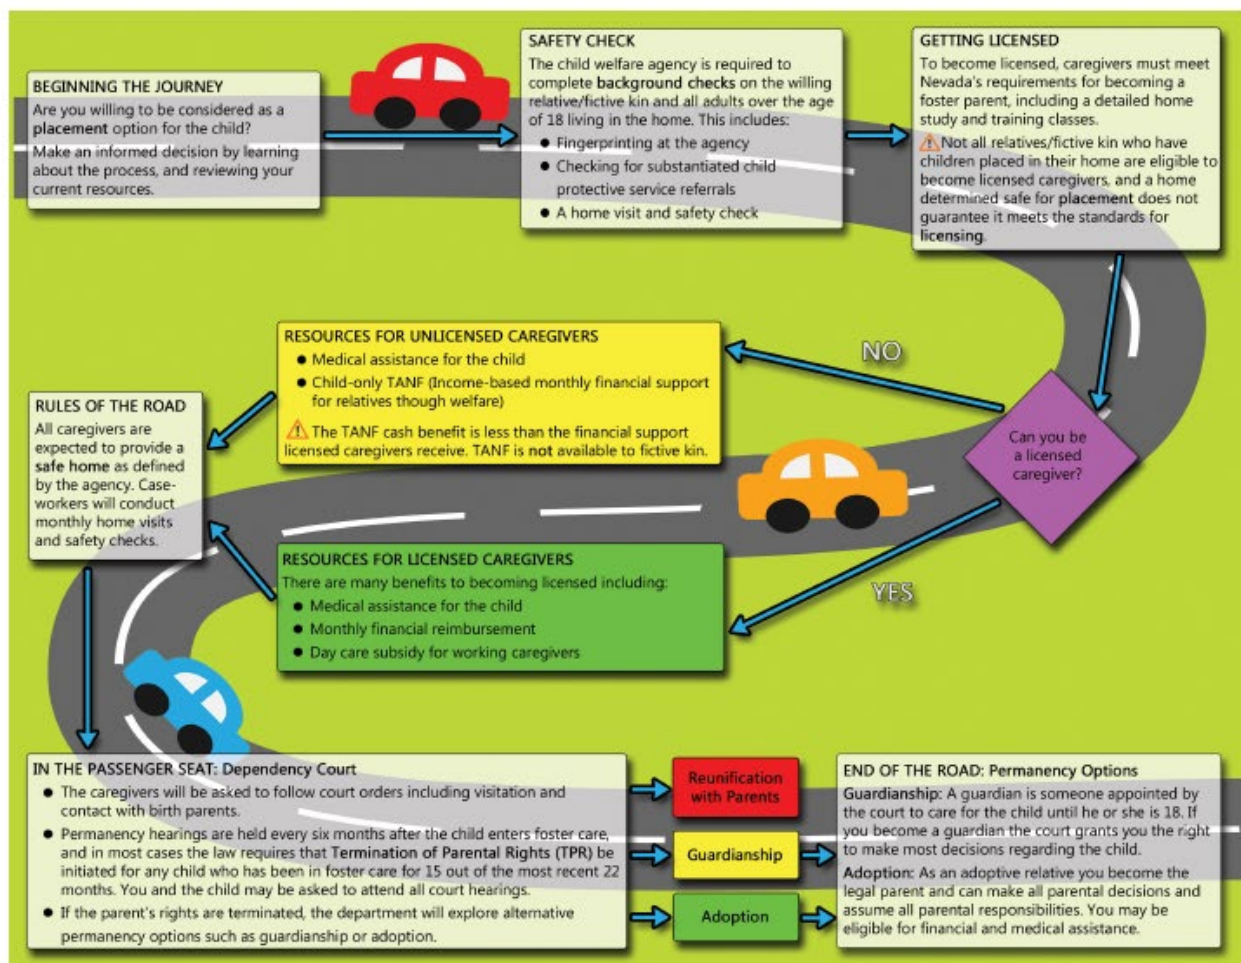 BEGINNING THE JOURNEY
Are you willing to be considered as a
placement option for the child?
Make an informed decision by learning
about the process, and reviewing your
current resources.
SAFETY CHECK
The child welfare agency is required to
complete background checks on the willing
relative/fictive kin and all adults over the age
of 18 living in the home. This includes:
● Fingerprinting at the agency
● Checking for substantiated child
protective service referrals
● A home visit and safety check
GETTING LICENSED
To become licensed, caregivers must meet
Nevada's requirements for becoming a
foster parent, including a detailed home
study and training classes.
Not all relatives/fictive kin who have
children placed in their home are eligible to
become licensed caregivers, and a home
determined safe for placement does not
guarantee it meets the standards for
licensing.
Can you be
a licensed
caregiver?
NO
RESOURCES FOR UNLICENSED CAREGIVERS
● Medical assistance for the child
● Child-only TANF (Income-based monthly financial support
for relatives though welfare)
The TANF cash benefit is less than the financial support
licensed caregivers receive. TANF is not available to fictive kin.
YES
RESOURCES FOR LICENSED CAREGIVERS
There are many benefits to becoming licensed including:
● Medical assistance for the child
● Monthly financial reimbursement
● Day care subsidy for working caregivers
RULES OF THE ROAD
All caregivers are
expected to provide a
safe home as defined
by the agency. Case-
workers will conduct
monthly home visits
and safety checks.
IN THE PASSENGER SEAT: Dependency Court
● The caregivers will be asked to follow court orders including visitation and
contact with birth parents.
● Permanency hearings are held every six months after the child enters foster care,
and in most cases the law requires that Termination of Parental Rights (TPR) be
initiated for any child who has been in foster care for 15 out of the most recent 22
months. You and the child may be asked to attend all court hearings.
● If the parent's rights are terminated, the department will explore alternative
permanency options such as guardianship or adoption.
Reunification
with Parents
Guardianship
Adoption
END OF THE ROAD: Permanency Options
Guardianship: A guardian is someone appointed by
the court to care for the child until he or she is 18. If
you become a guardian the court grants you the right
to make most decisions regarding the child.
Adoption: As an adoptive relative you become the
legal parent and can make all parental decisions and
assume all parental responsibilities. You may be
eligible for financial and medical assistance.